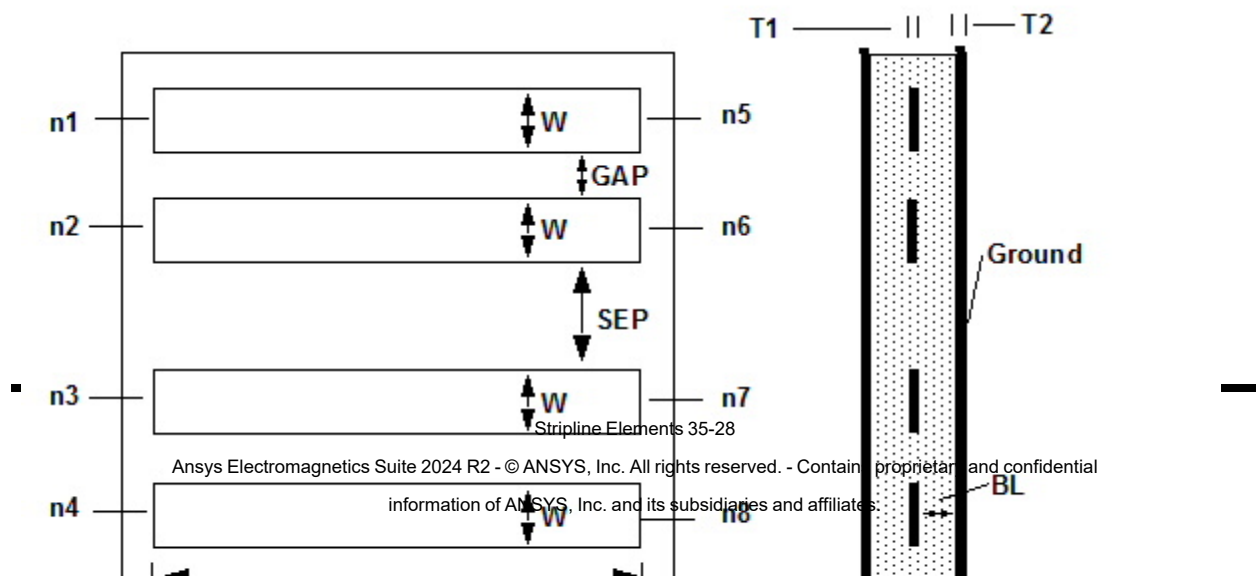 T1 T2
n1 W n5
GAP
n2 W n6
Ground
SEP
n3 W n7
Stripline Elements 35-28
Ansys Electromagnetics Suite 2024 R2 - © ANSYS, Inc. All rights reserved. - Contains proprietary and confidential
BL
information of ANSYS, Inc. and its subsidiaries and affiliates.
n4 W n8